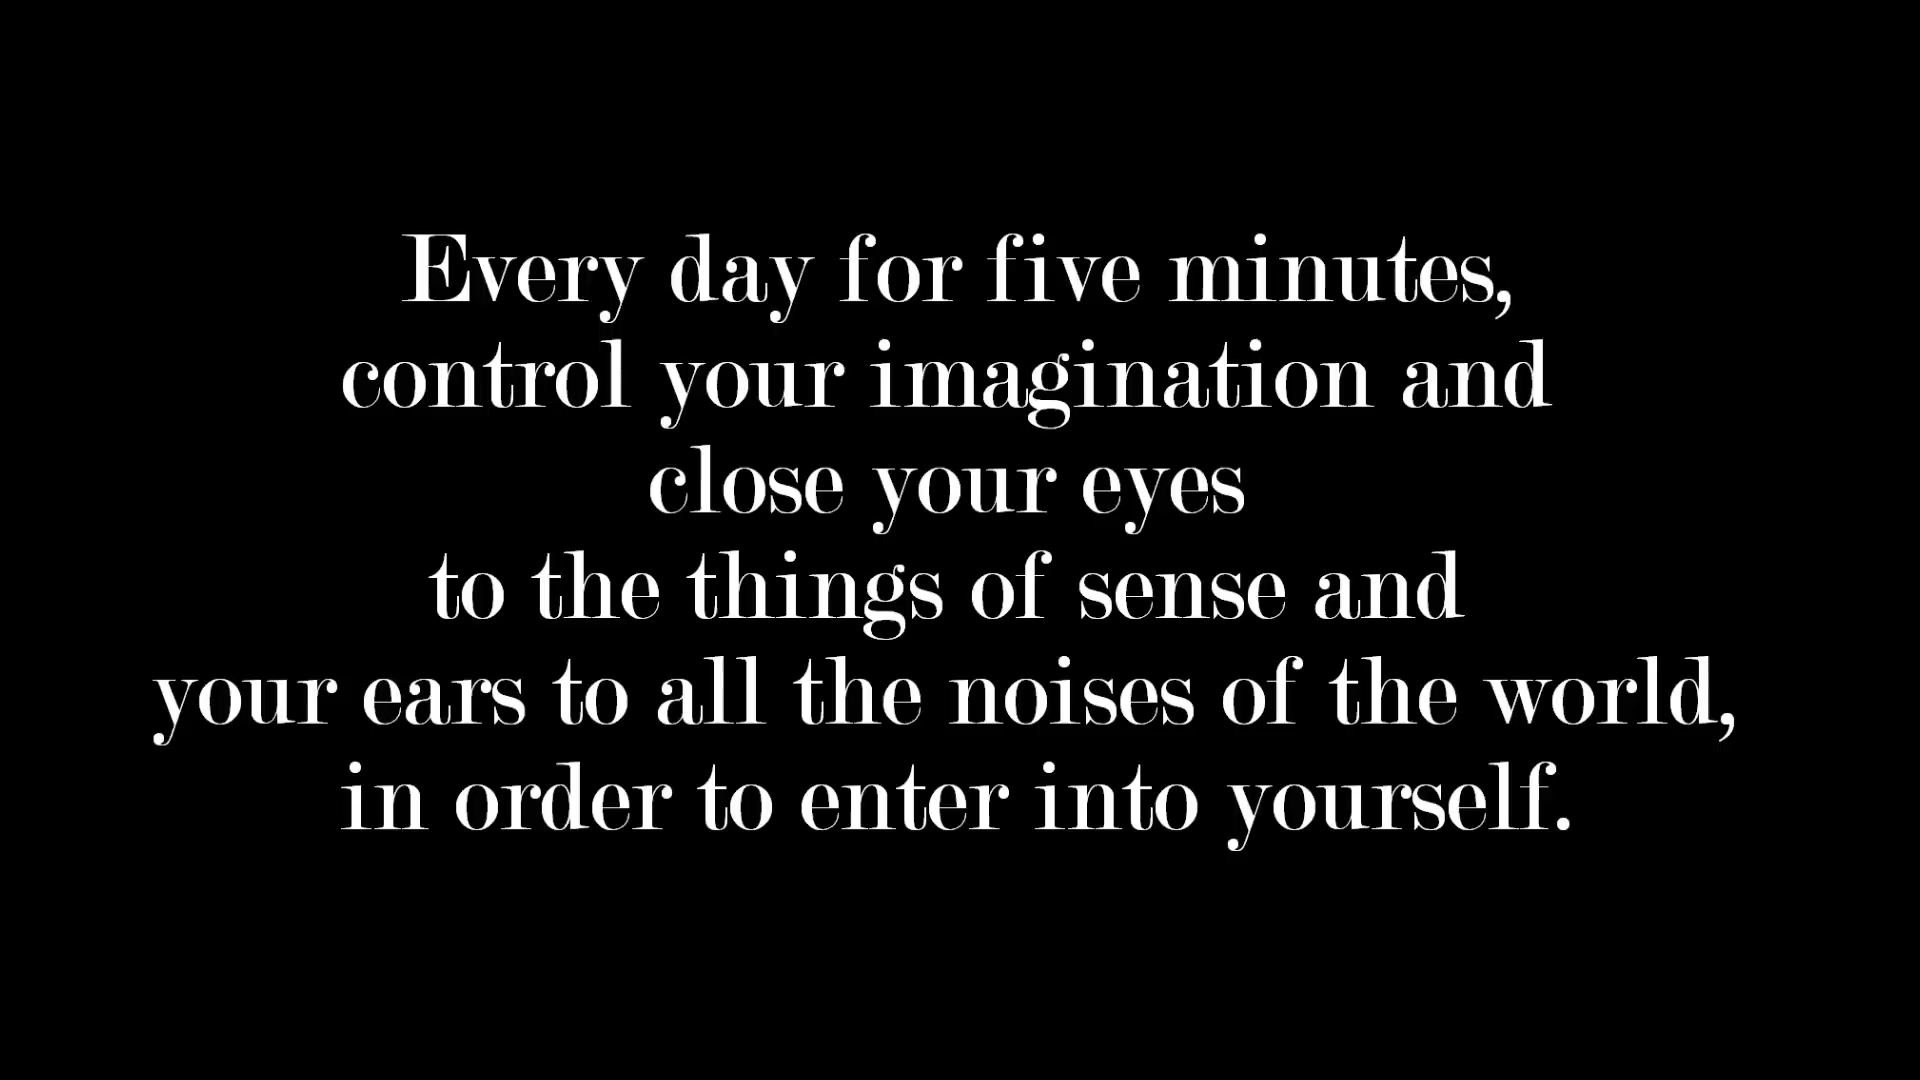 Every day for five minutes,
control your imagination and
close your eyes
to the things of sense and
your ears to all the noises of the world,
in order to enter into yourself.